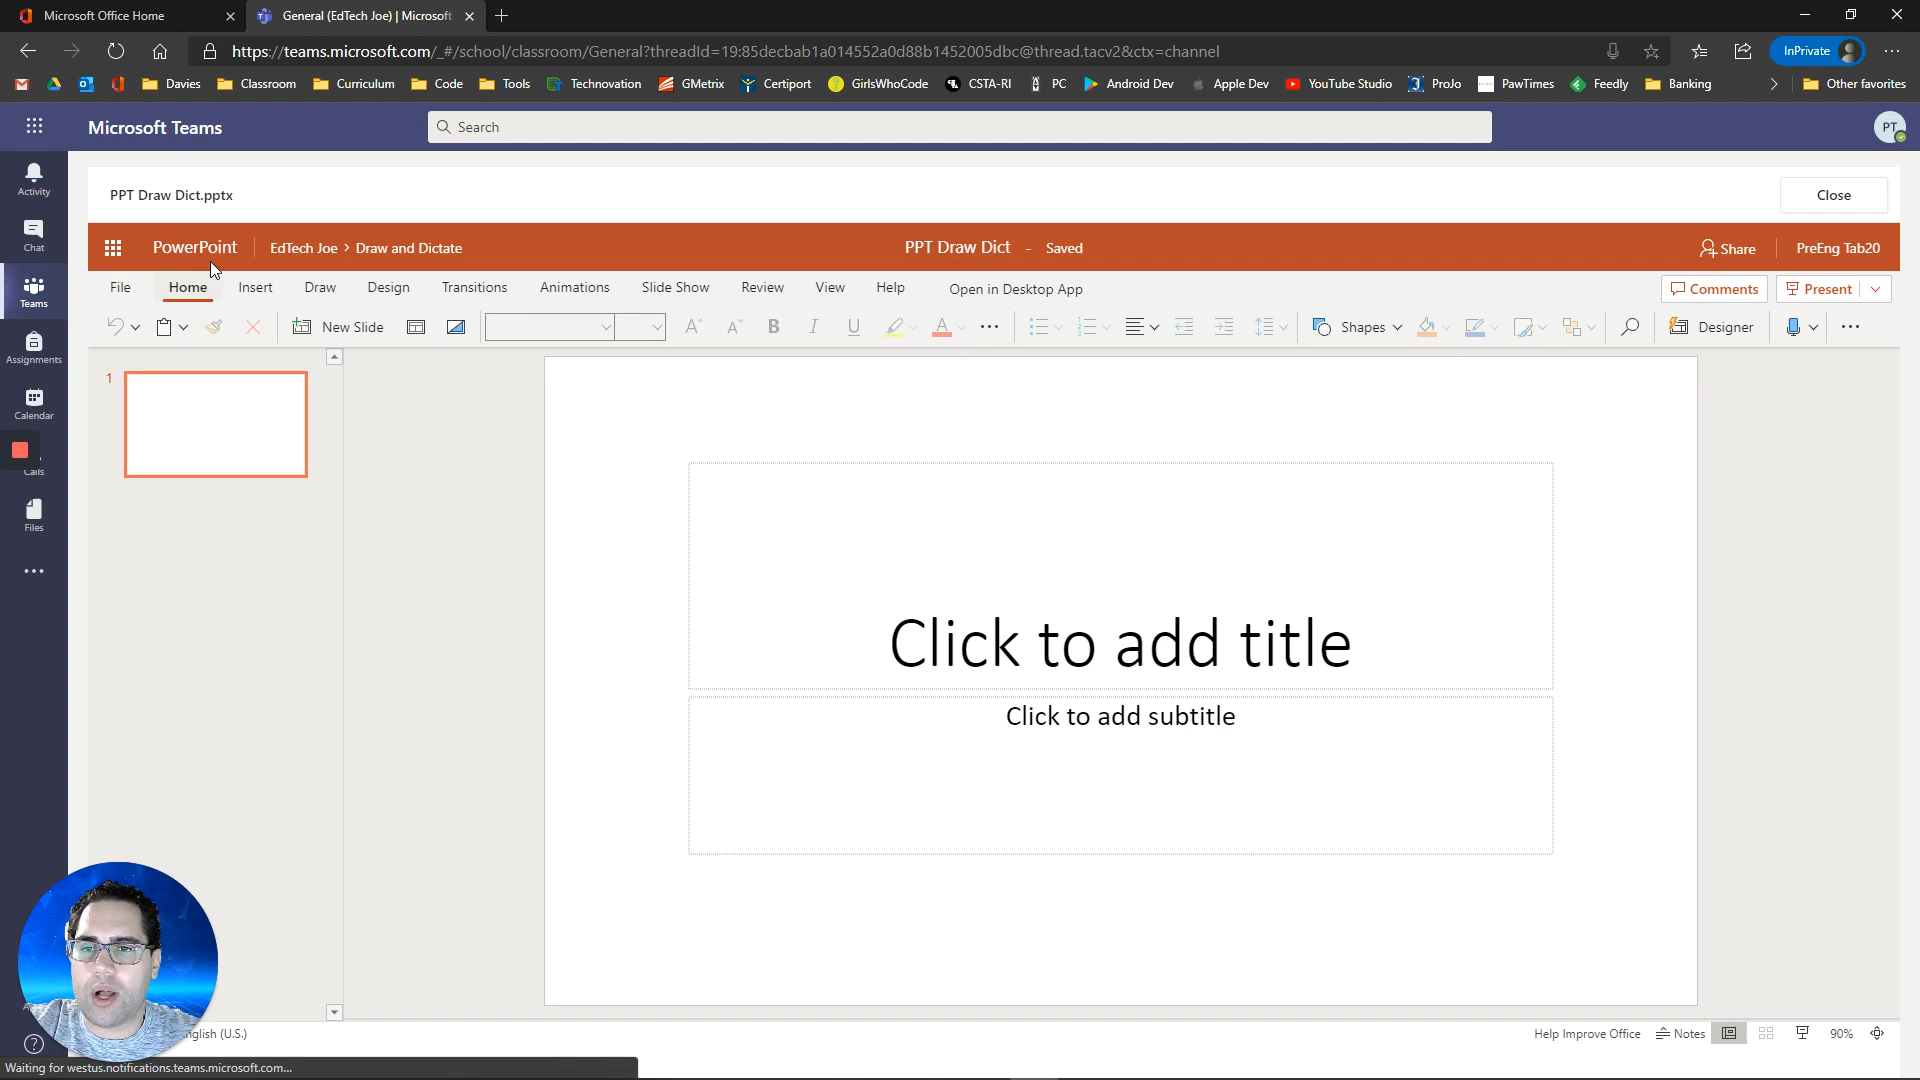 Microsoft Office Home
General (EdTech Joe) | Microsoft
https://teams.microsoft.com/_#/school/classroom/General?threadId=19:85decbab1a014552a0d88b1452005dbc@thread.tacv2&ctx=channel
InPrivate
Davies
Classroom
Curriculum
Code
Tools
Technovation
GMetrix
Certiport
GirlsWhoCode
CSTA-RI
PC
Android Dev
Apple Dev
YouTube Studio
ProJo
PawTimes
Feedly
Banking
Other favorites
Microsoft Teams
Search
PT
Activity
Chat
Teams
Assignments
Calendar
Calls
Files
PPT Draw Dict.pptx
Close
PowerPoint
EdTech Joe > Draw and Dictate
PPT Draw Dict - Saved
Share
PreEng Tab20
File
Home
Insert
Draw
Design
Transitions
Animations
Slide Show
Review
View
Help
Open in Desktop App
Comments
Present
New Slide
B
I
U
Shapes
Designer
1
Click to add title
Click to add subtitle
nglish (U.S.)
Help Improve Office
Notes
90%
Waiting for westus.notifications.teams.microsoft.com...